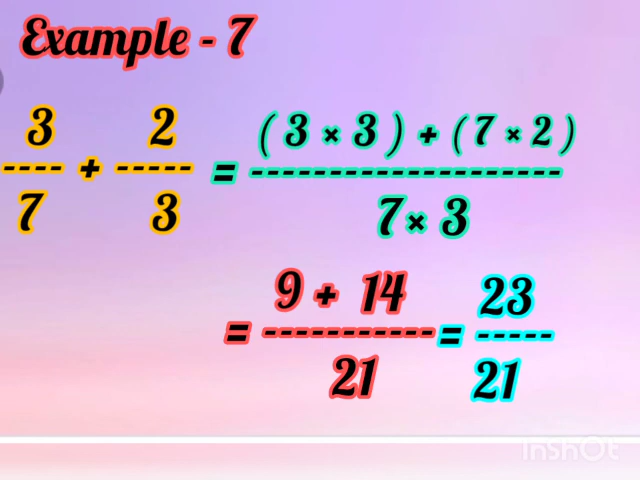 Example - 7
3 2 ( 3 × 3 ) + ( 7 × 2 )
---- + ----- = --------------------
7 3 7 × 3
9 + 14 23
= ------------ = -----
21 21
InShOt